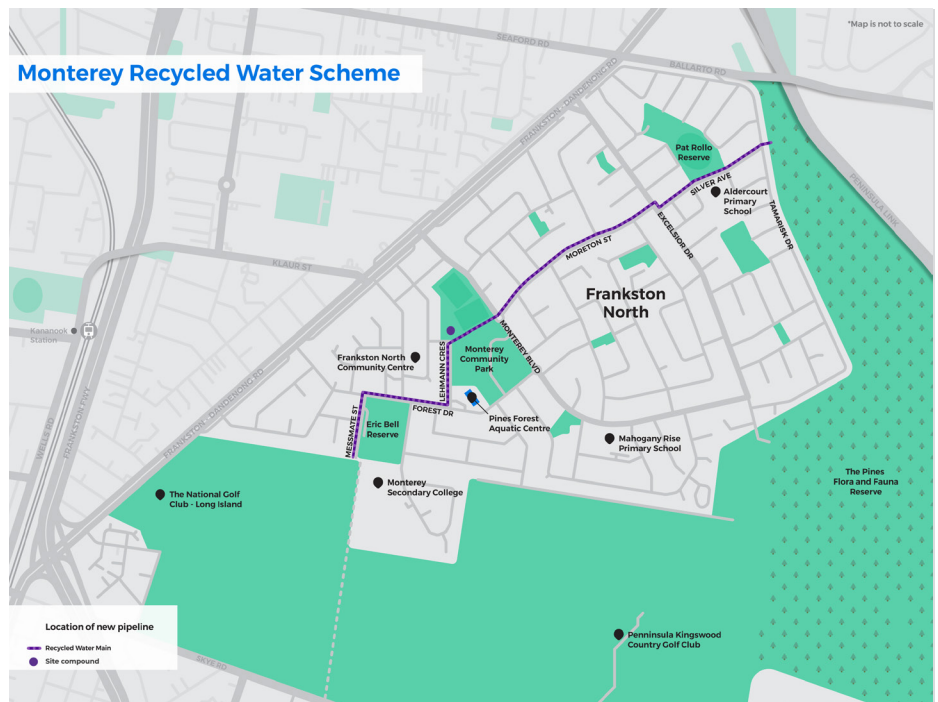 *Map is not to scale
SEAFORD RD
Monterey Recycled Water Scheme
BALLARTO RD
FRANKSTON - DANDENONG RD
Pat Rollo
Reserve
PENINSULA LINK
SILVER AVE
Aldercourt
Primary
School
TAMARISK DR
EXCELSIOR DR
MORETON ST
KLAUR ST
Frankston
North
Kananook
Station
MONTEREY BLVD
Monterey
Community
Park
Frankston North
Community Centre
LEHMANN CRES
FRANKSTON - DANDENONG RD
WELLS RD
FRANKSTON FWY
FOREST DR
MESSMATE ST
Eric Bell
Reserve
Pines Forest
Aquatic Centre
Mahogany Rise
Primary School
Monterey
Secondary College
The National Golf
Club - Long Island
The Pines
Flora and Fauna
Reserve
Location of new pipeline
Recycled Water Main
Site compound
SKYE RD
Penninsula Kingswood
Country Golf Club